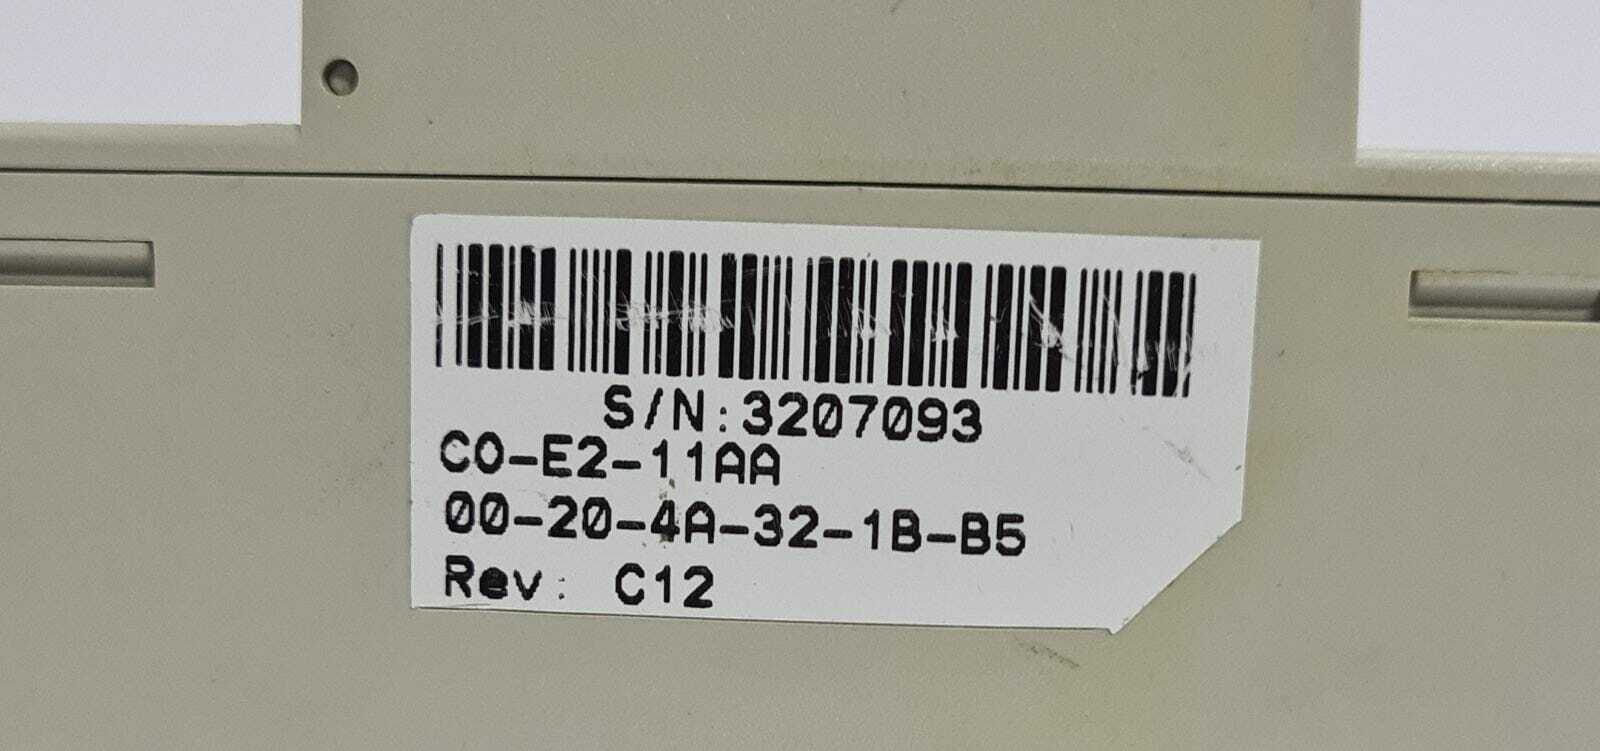 S/N:3207093
CO-E2-11AA
00-20-4A-32-1B-B5
Rev: C12